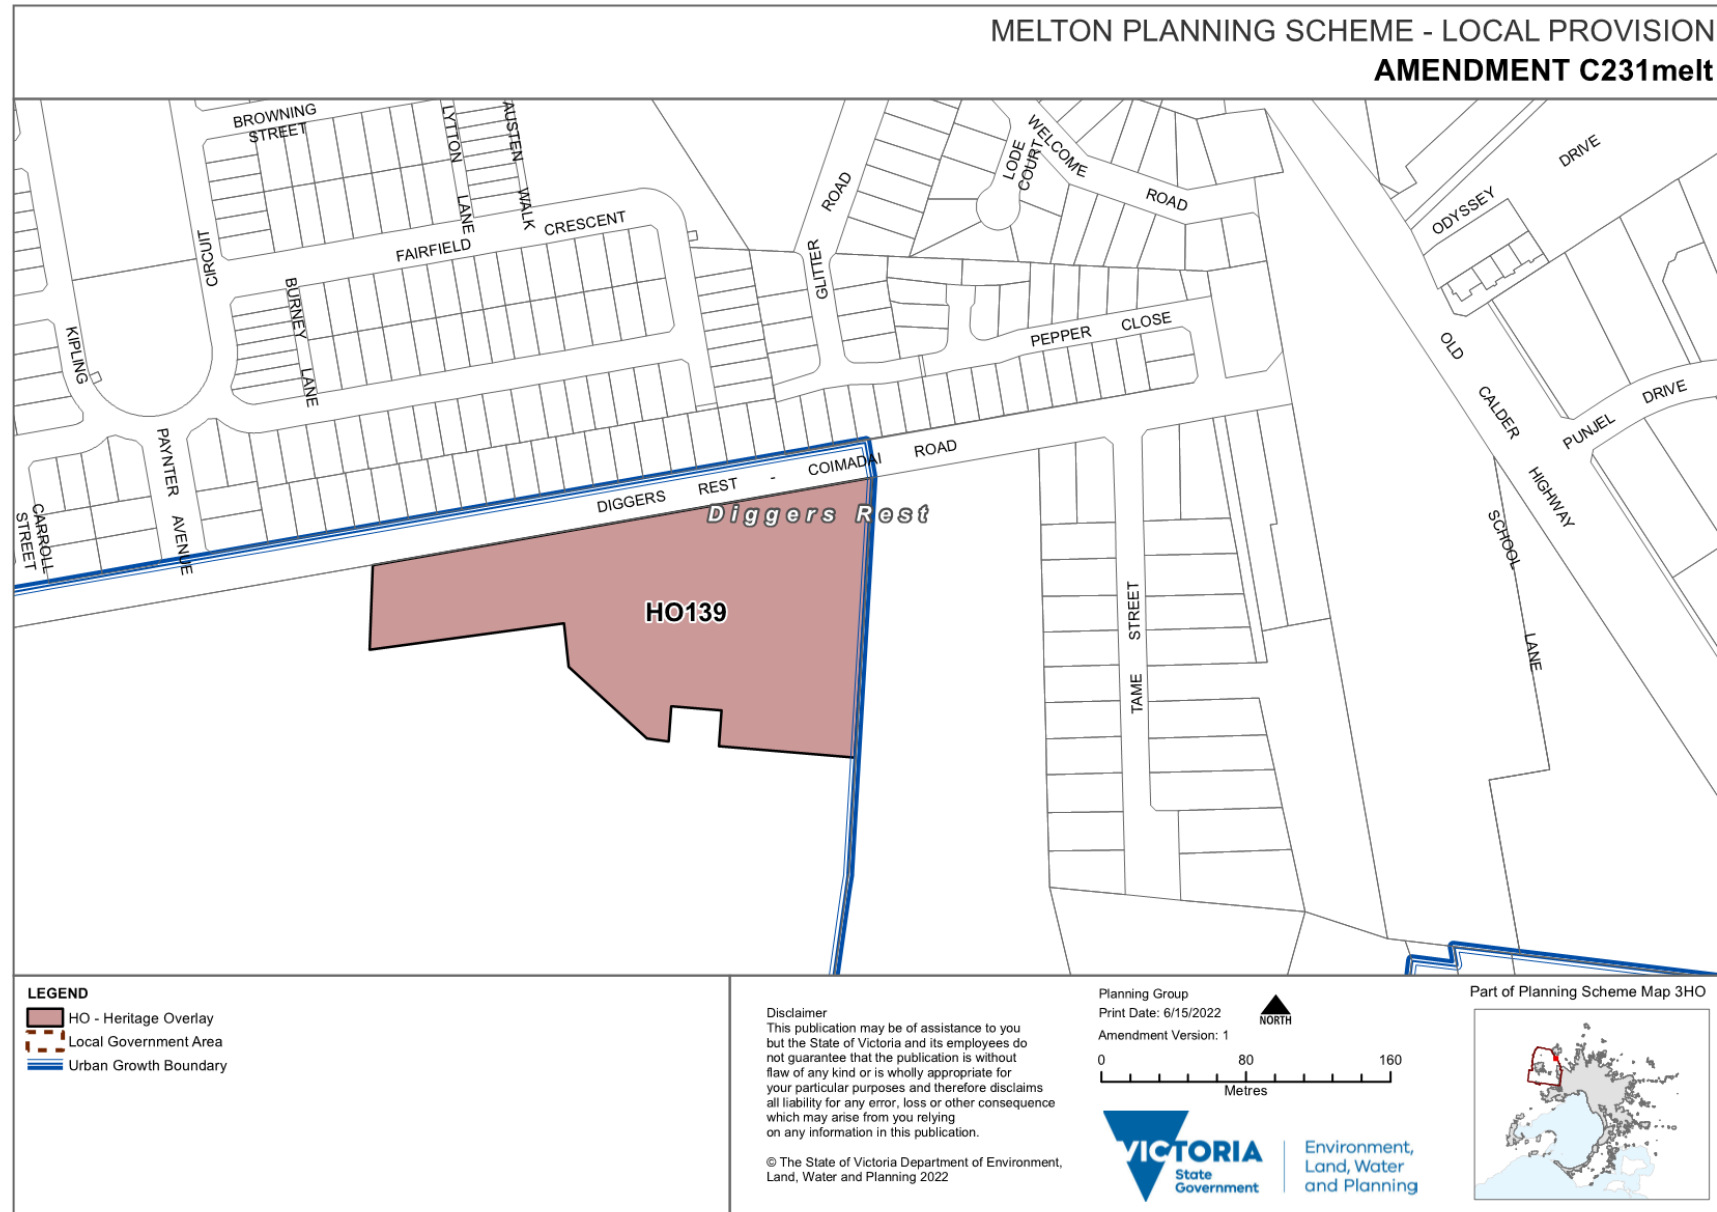 MELTON PLANNING SCHEME - LOCAL PROVISION
AMENDMENT C231melt
BROWNING
STREET
LYTTON
LANE
AUSTEN
WALK
FAIRFIELD
CRESCENT
CIRCUIT
KIPLING
BURNEY
LANE
PAYNTER
AVENUE
CARROLL
STREET
GLITTER
ROAD
LODE
COURT
WELCOME
ROAD
PEPPER
CLOSE
ODYSSEY
DRIVE
OLD
CALDER
HIGHWAY
PUNJEL
DRIVE
SCHOOL
LANE
TAME
STREET
DIGGERS
REST
-
COIMADAI
ROAD
Diggers Rest
HO139
LEGEND
HO - Heritage Overlay
Local Government Area
Urban Growth Boundary
Disclaimer
This publication may be of assistance to you
but the State of Victoria and its employees do
not guarantee that the publication is without
flaw of any kind or is wholly appropriate for
your particular purposes and therefore disclaims
all liability for any error, loss or other consequence
which may arise from you relying
on any information in this publication.
© The State of Victoria Department of Environment,
Land, Water and Planning 2022
Planning Group
Print Date: 6/15/2022
Amendment Version: 1
NORTH
0 80 160
Metres
VICTORIA
State
Government
Environment,
Land, Water
and Planning
Part of Planning Scheme Map 3HO